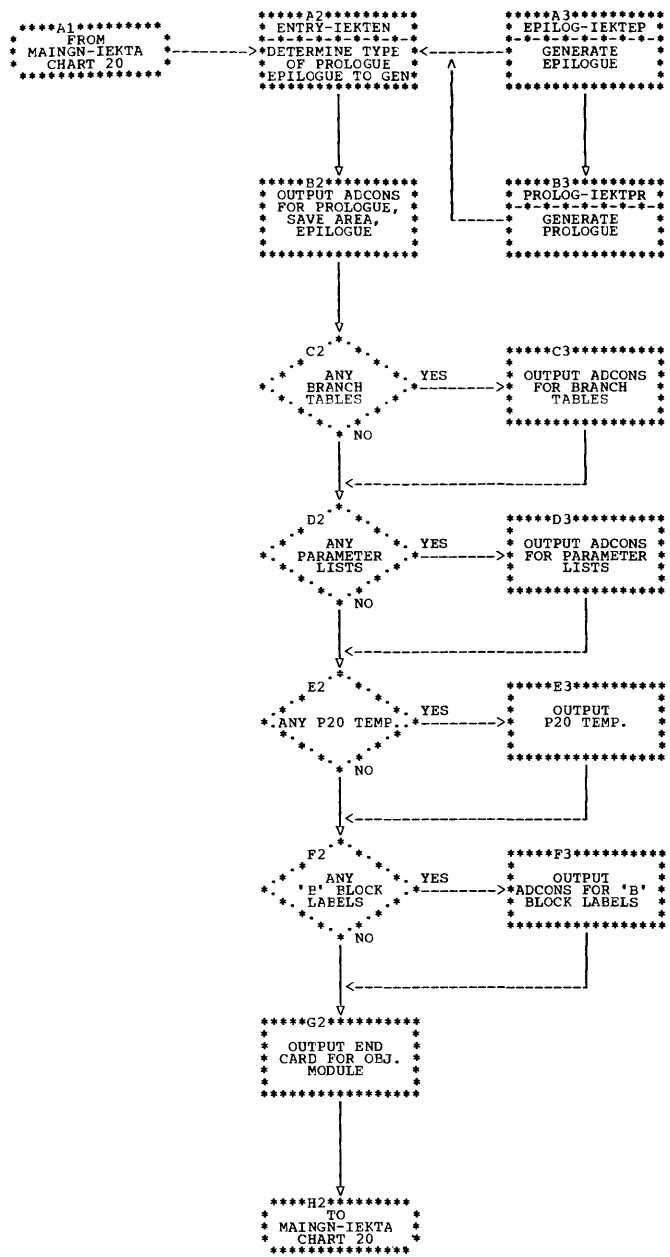 A1
FROM
MAINGN-IEKTA
CHART 20
A2
ENTRY-IEKTEN
DETERMINE TYPE
OF PROLOGUE
EPILOGUE TO GEN
A3
EPILOG-IEKTEP
GENERATE
EPILOGUE
B2
OUTPUT ADCONS
FOR PROLOGUE,
SAVE AREA,
EPILOGUE
B3
PROLOG-IEKTPR
GENERATE
PROLOGUE
C2
ANY
BRANCH
TABLES
YES
NO
C3
OUTPUT ADCONS
FOR BRANCH
TABLES
D2
ANY
PARAMETER
LISTS
YES
NO
D3
OUTPUT ADCONS
FOR PARAMETER
LISTS
E2
ANY P20 TEMP.
YES
NO
E3
OUTPUT
P20 TEMP.
F2
ANY
'B' BLOCK
LABELS
YES
NO
F3
OUTPUT
ADCONS FOR 'B'
BLOCK LABELS
G2
OUTPUT END
CARD FOR OBJ.
MODULE
H2
TO
MAINGN-IEKTA
CHART 20